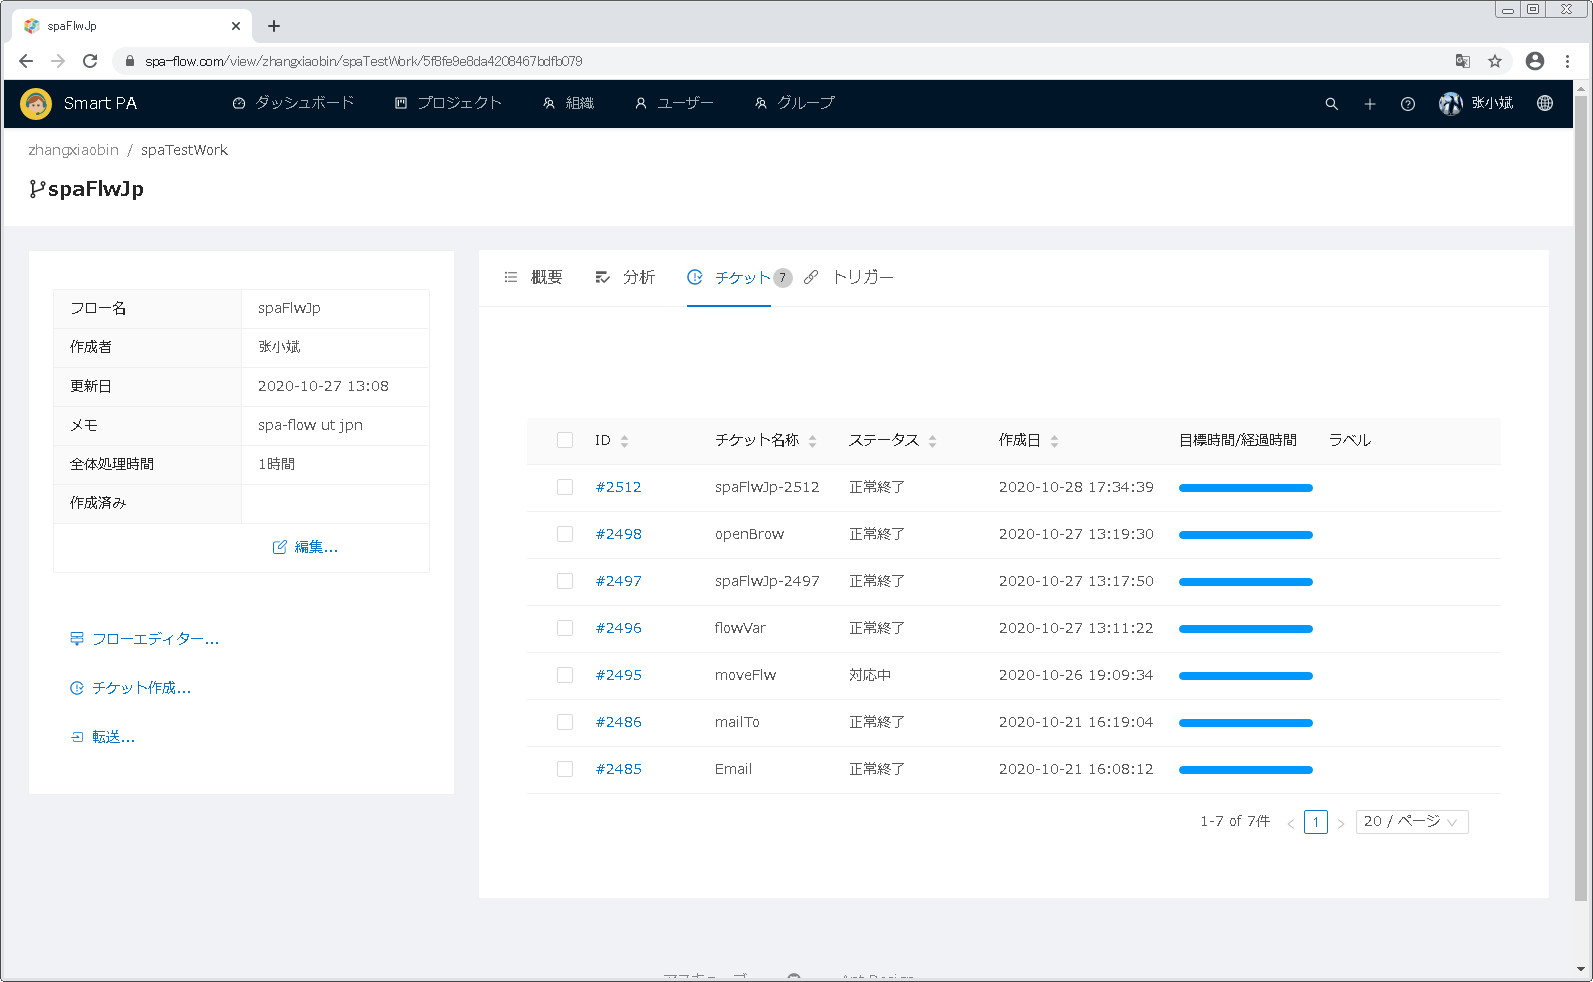 spaFlwJp
spa-flow.com/view/zhangxiaobin/spaTestWork/5f8fe9e8da4208467bdfb079
Smart PA ダッシュボード プロジェクト 組織 ユーザー グループ 张小斌
zhangxiaobin / spaTestWork
spaFlwJp
フロー名 spaFlwJp
作成者 张小斌
更新日 2020-10-27 13:08
メモ spa-flow ut jpn
全体処理時間 1時間
作成済み
編集...
フローエディター...
チケット作成...
転送...
概要 分析 チケット 7 トリガー
ID チケット名称 ステータス 作成日 目標時間/経過時間 ラベル
#2512 spaFlwJp-2512 正常終了 2020-10-28 17:34:39
#2498 openBrow 正常終了 2020-10-27 13:19:30
#2497 spaFlwJp-2497 正常終了 2020-10-27 13:17:50
#2496 flowVar 正常終了 2020-10-27 13:11:22
#2495 moveFlw 対応中 2020-10-26 19:09:34
#2486 mailTo 正常終了 2020-10-21 16:19:04
#2485 Email 正常終了 2020-10-21 16:08:12
1-7 of 7件 < 1 > 20 / ページ
Ant Design